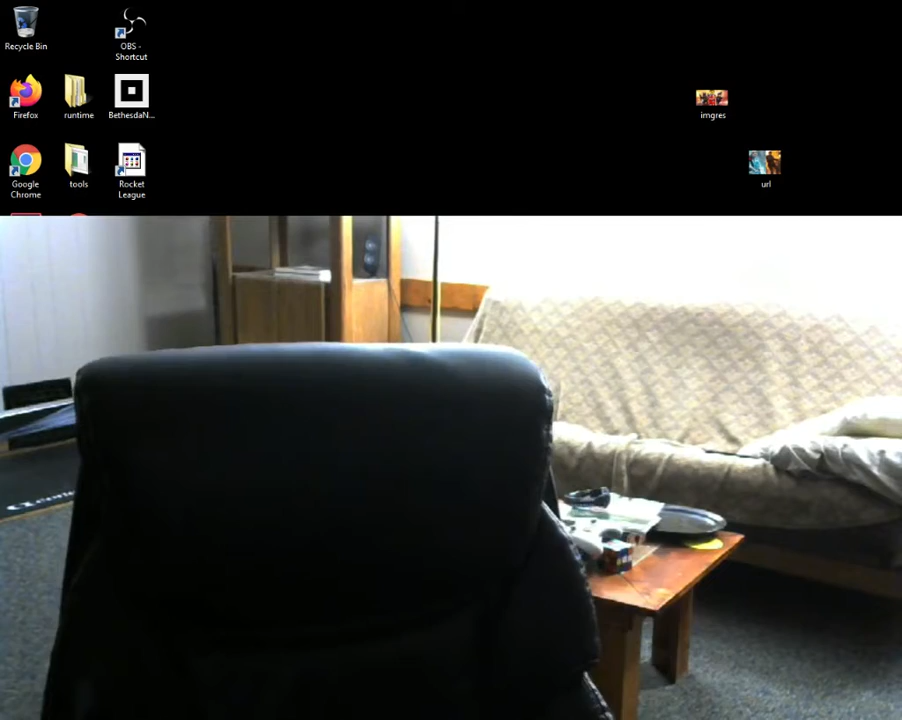 Recycle Bin
OBS -
Shortcut
Firefox
runtime
BethesdaN...
imgres
Google
Chrome
tools
Rocket
League
url